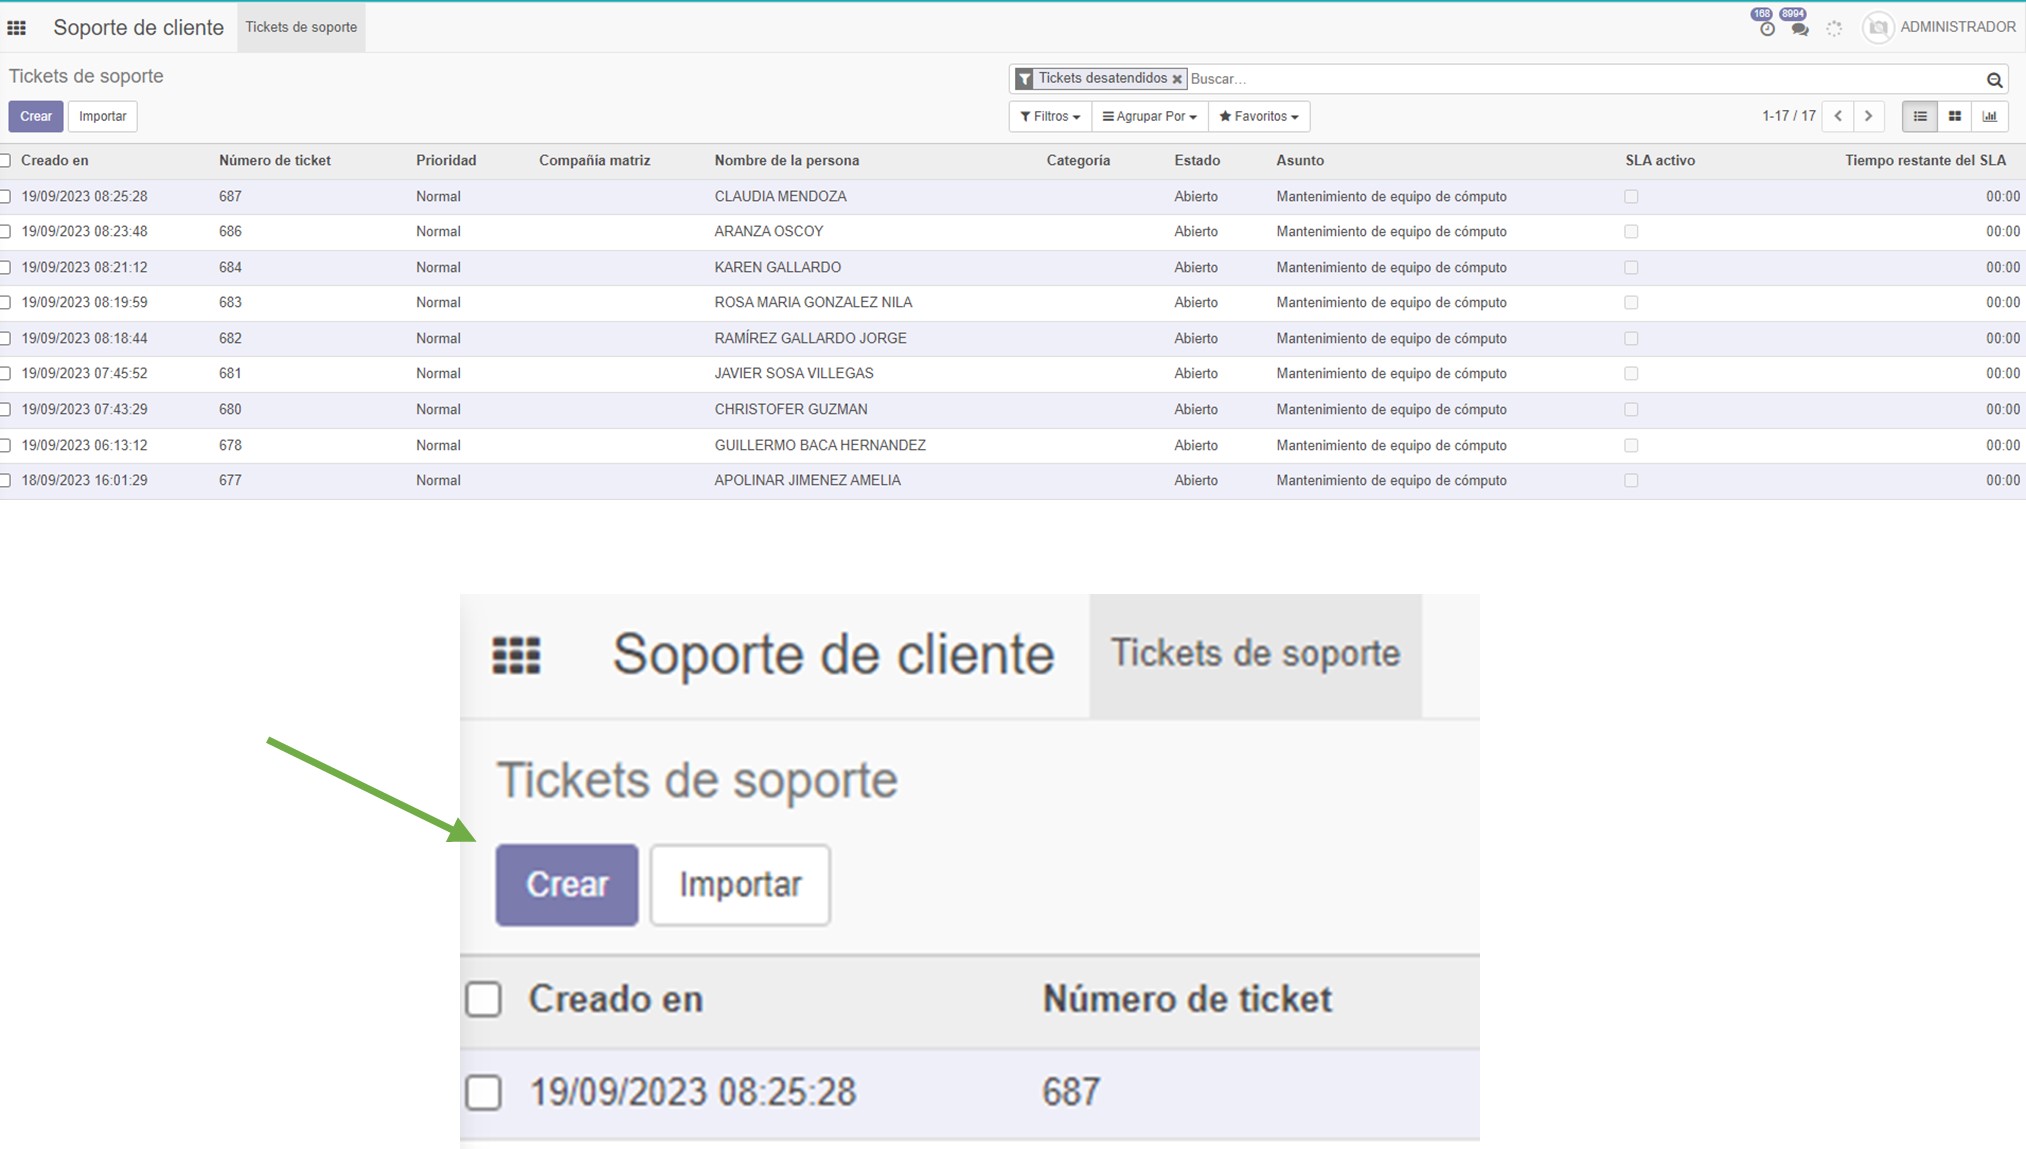 Soporte de cliente Tickets de soporte 168 8994 ADMINISTRADOR
Tickets de soporte Tickets desatendidos × Buscar...
Crear Importar Filtros Agrupar Por Favoritos 1-17 / 17
Creado en Número de ticket Prioridad Compañía matriz Nombre de la persona Categoría Estado Asunto SLA activo Tiempo restante del SLA
19/09/2023 08:25:28 687 Normal CLAUDIA MENDOZA Abierto Mantenimiento de equipo de cómputo 00:00
19/09/2023 08:23:48 686 Normal ARANZA OSCOY Abierto Mantenimiento de equipo de cómputo 00:00
19/09/2023 08:21:12 684 Normal KAREN GALLARDO Abierto Mantenimiento de equipo de cómputo 00:00
19/09/2023 08:19:59 683 Normal ROSA MARIA GONZALEZ NILA Abierto Mantenimiento de equipo de cómputo 00:00
19/09/2023 08:18:44 682 Normal RAMÍREZ GALLARDO JORGE Abierto Mantenimiento de equipo de cómputo 00:00
19/09/2023 07:45:52 681 Normal JAVIER SOSA VILLEGAS Abierto Mantenimiento de equipo de cómputo 00:00
19/09/2023 07:43:29 680 Normal CHRISTOFER GUZMAN Abierto Mantenimiento de equipo de cómputo 00:00
19/09/2023 06:13:12 678 Normal GUILLERMO BACA HERNANDEZ Abierto Mantenimiento de equipo de cómputo 00:00
18/09/2023 16:01:29 677 Normal APOLINAR JIMENEZ AMELIA Abierto Mantenimiento de equipo de cómputo 00:00
Soporte de cliente Tickets de soporte
Tickets de soporte
Crear Importar
Creado en Número de ticket
19/09/2023 08:25:28 687